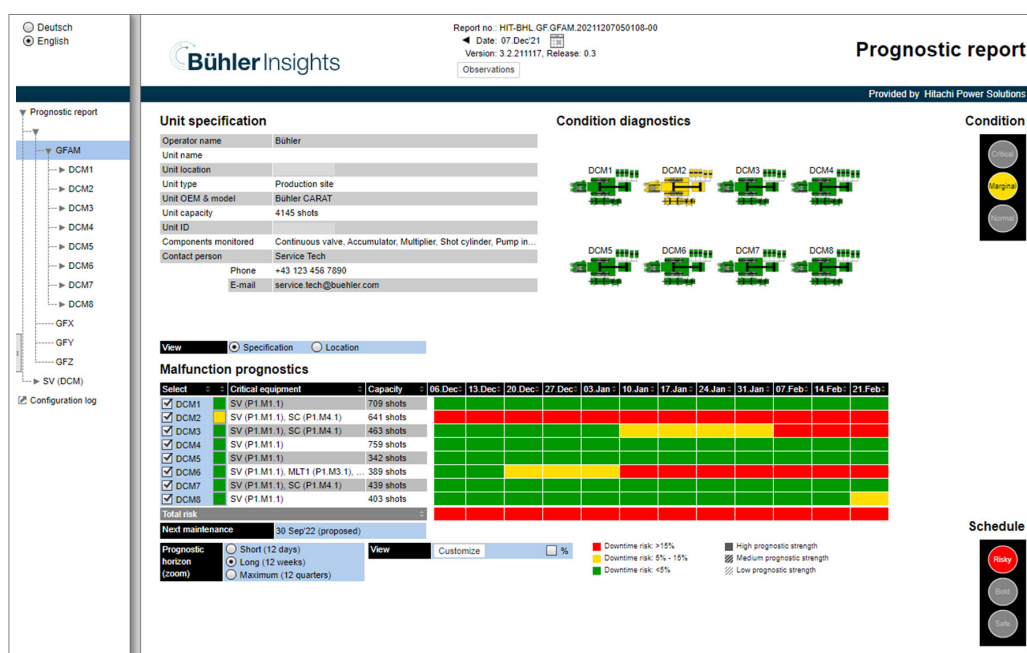 Deutsch
English
Bühler Insights
Report no.: HIT-BHL.GF.GFAM.20211207050108-00
Date: 07.Dec'21
Version: 3.2.211117, Release: 0.3
Observations
Prognostic report
Provided by Hitachi Power Solutions
Prognostic report
GFAM
DCM1
DCM2
DCM3
DCM4
DCM5
DCM6
DCM7
DCM8
GFX
GFY
GFZ
SV (DCM)
Configuration log
Unit specification
Operator name Bühler
Unit name
Unit location
Unit type Production site
Unit OEM & model Bühler CARAT
Unit capacity 4145 shots
Unit ID
Components monitored Continuous valve, Accumulator, Multiplier, Shot cylinder, Pump in...
Contact person Service Tech
Phone +43 123 456 7890
E-mail service.tech@buehler.com
Condition diagnostics
DCM1 DCM2 DCM3 DCM4
DCM5 DCM6 DCM7 DCM8
Condition
Critical
Marginal
Normal
View Specification Location
Malfunction prognostics
Select Critical equipment Capacity 06.Dec 13.Dec 20.Dec 27.Dec 03.Jan 10.Jan 17.Jan 24.Jan 31.Jan 07.Feb 14.Feb 21.Feb
DCM1 SV (P1.M1.1) 709 shots
DCM2 SV (P1.M1.1), SC (P1.M4.1) 641 shots
DCM3 SV (P1.M1.1), SC (P1.M4.1) 463 shots
DCM4 SV (P1.M1.1) 759 shots
DCM5 SV (P1.M1.1) 342 shots
DCM6 SV (P1.M1.1), MLT1 (P1.M3.1), ... 389 shots
DCM7 SV (P1.M1.1), SC (P1.M4.1) 439 shots
DCM8 SV (P1.M1.1) 403 shots
Total risk
Next maintenance 30 Sep'22 (proposed)
Prognostic horizon (zoom)
Short (12 days)
Long (12 weeks)
Maximum (12 quarters)
View Customize %
Downtime risk: >15% High prognostic strength
Downtime risk: 5% - 15% Medium prognostic strength
Downtime risk: <5% Low prognostic strength
Schedule
Risky
Bold
Safe